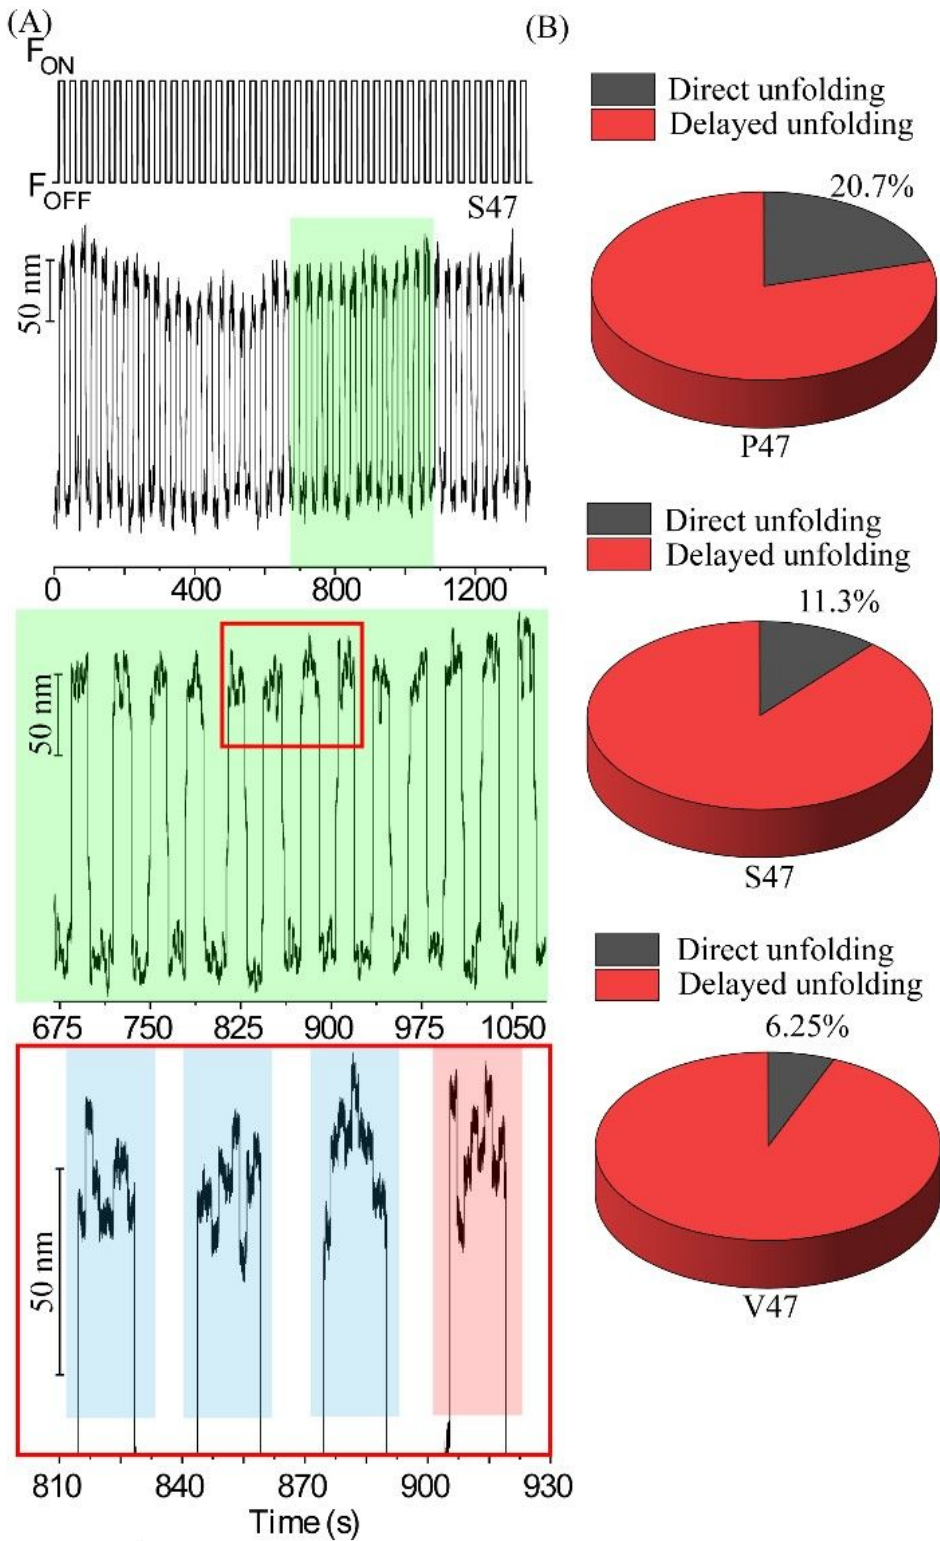 (A)
F_ON
F_OFF
S47
50 nm
0 400 800 1200
50 nm
675 750 825 900 975 1050
50 nm
810 840 870 900 930
Time (s)
(B)
Direct unfolding
Delayed unfolding
20.7%
P47
Direct unfolding
Delayed unfolding
11.3%
S47
Direct unfolding
Delayed unfolding
6.25%
V47